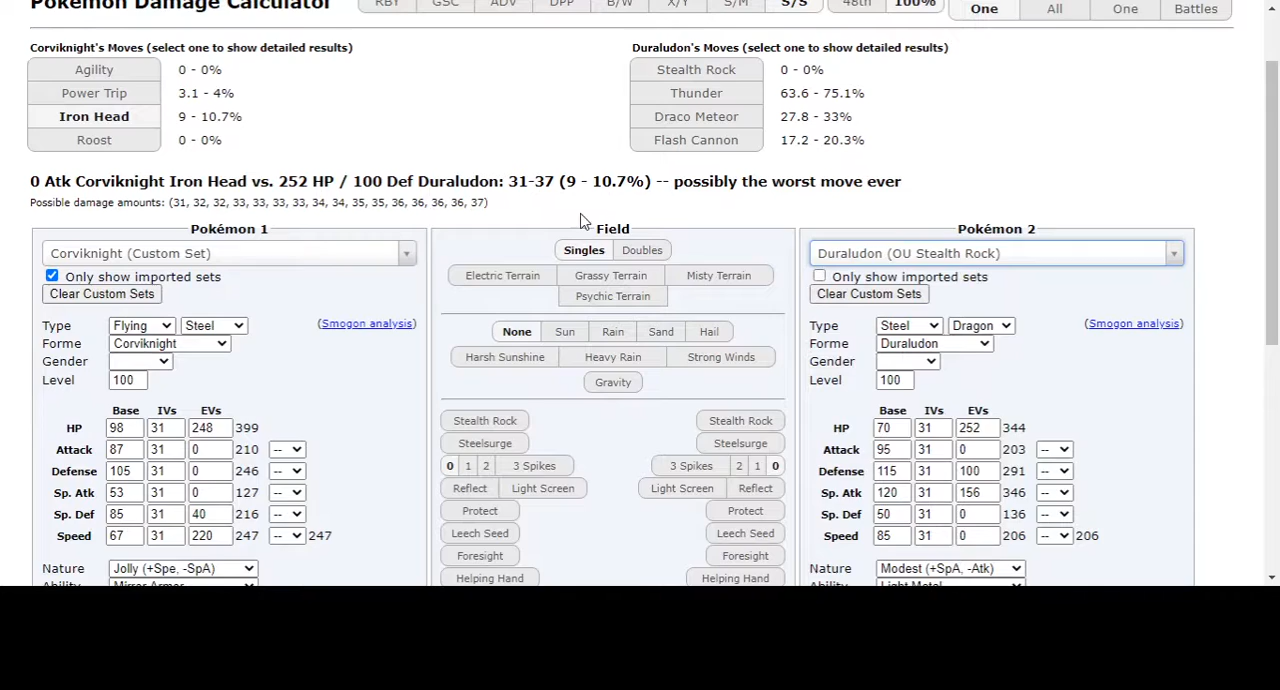 Pokémon Damage Calculator RBY GSC ADV DPP B/W X/Y S/M S/S 48th 100% One All One Battles
Corviknight's Moves (select one to show detailed results) Duraludon's Moves (select one to show detailed results)
Agility 0 - 0% Stealth Rock 0 - 0%
Power Trip 3.1 - 4% Thunder 63.6 - 75.1%
Iron Head 9 - 10.7% Draco Meteor 27.8 - 33%
Roost 0 - 0% Flash Cannon 17.2 - 20.3%
0 Atk Corviknight Iron Head vs. 252 HP / 100 Def Duraludon: 31-37 (9 - 10.7%) -- possibly the worst move ever
Possible damage amounts: (31, 32, 32, 33, 33, 33, 33, 34, 34, 35, 35, 36, 36, 36, 36, 37)
Pokémon 1 Field Pokémon 2
Corviknight (Custom Set) Singles Doubles Duraludon (OU Stealth Rock)
Only show imported sets Electric Terrain Grassy Terrain Misty Terrain Only show imported sets
Clear Custom Sets Psychic Terrain Clear Custom Sets
Type Flying Steel (Smogon analysis) None Sun Rain Sand Hail Type Steel Dragon (Smogon analysis)
Forme Corviknight Forme Duraludon
Gender Harsh Sunshine Heavy Rain Strong Winds Gender
Level 100 Gravity Level 100
Base IVs EVs Base IVs EVs
HP 98 31 248 399 Stealth Rock Stealth Rock HP 70 31 252 344
Attack 87 31 0 210 -- Steelsurge Steelsurge Attack 95 31 0 203 --
Defense 105 31 0 246 -- 0 1 2 3 Spikes 3 Spikes 2 1 0 Defense 115 31 100 291 --
Sp. Atk 53 31 0 127 -- Reflect Light Screen Light Screen Reflect Sp. Atk 120 31 156 346 --
Sp. Def 85 31 40 216 -- Protect Protect Sp. Def 50 31 0 136 --
Speed 67 31 220 247 -- 247 Leech Seed Leech Seed Speed 85 31 0 206 -- 206
Foresight Foresight
Nature Jolly (+Spe, -SpA) Helping Hand Helping Hand Nature Modest (+SpA, -Atk)
Ability Mirror Armor Ability Light Metal